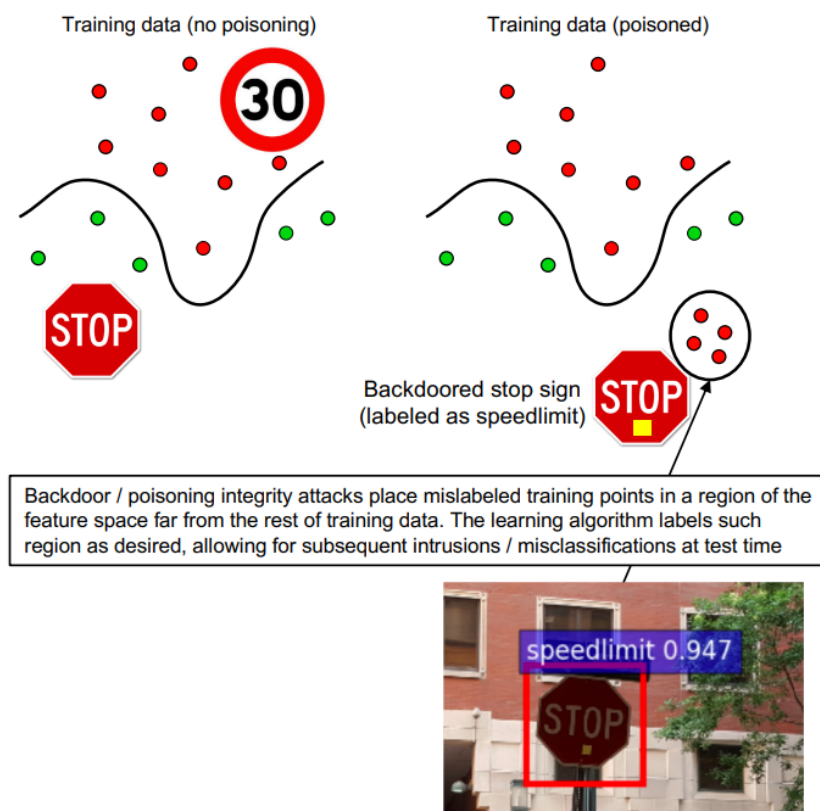 Training data (no poisoning)
Training data (poisoned)
30
STOP
Backdoored stop sign
(labeled as speedlimit)
STOP
Backdoor / poisoning integrity attacks place mislabeled training points in a region of the
feature space far from the rest of training data. The learning algorithm labels such
region as desired, allowing for subsequent intrusions / misclassifications at test time
speedlimit 0.947
STOP